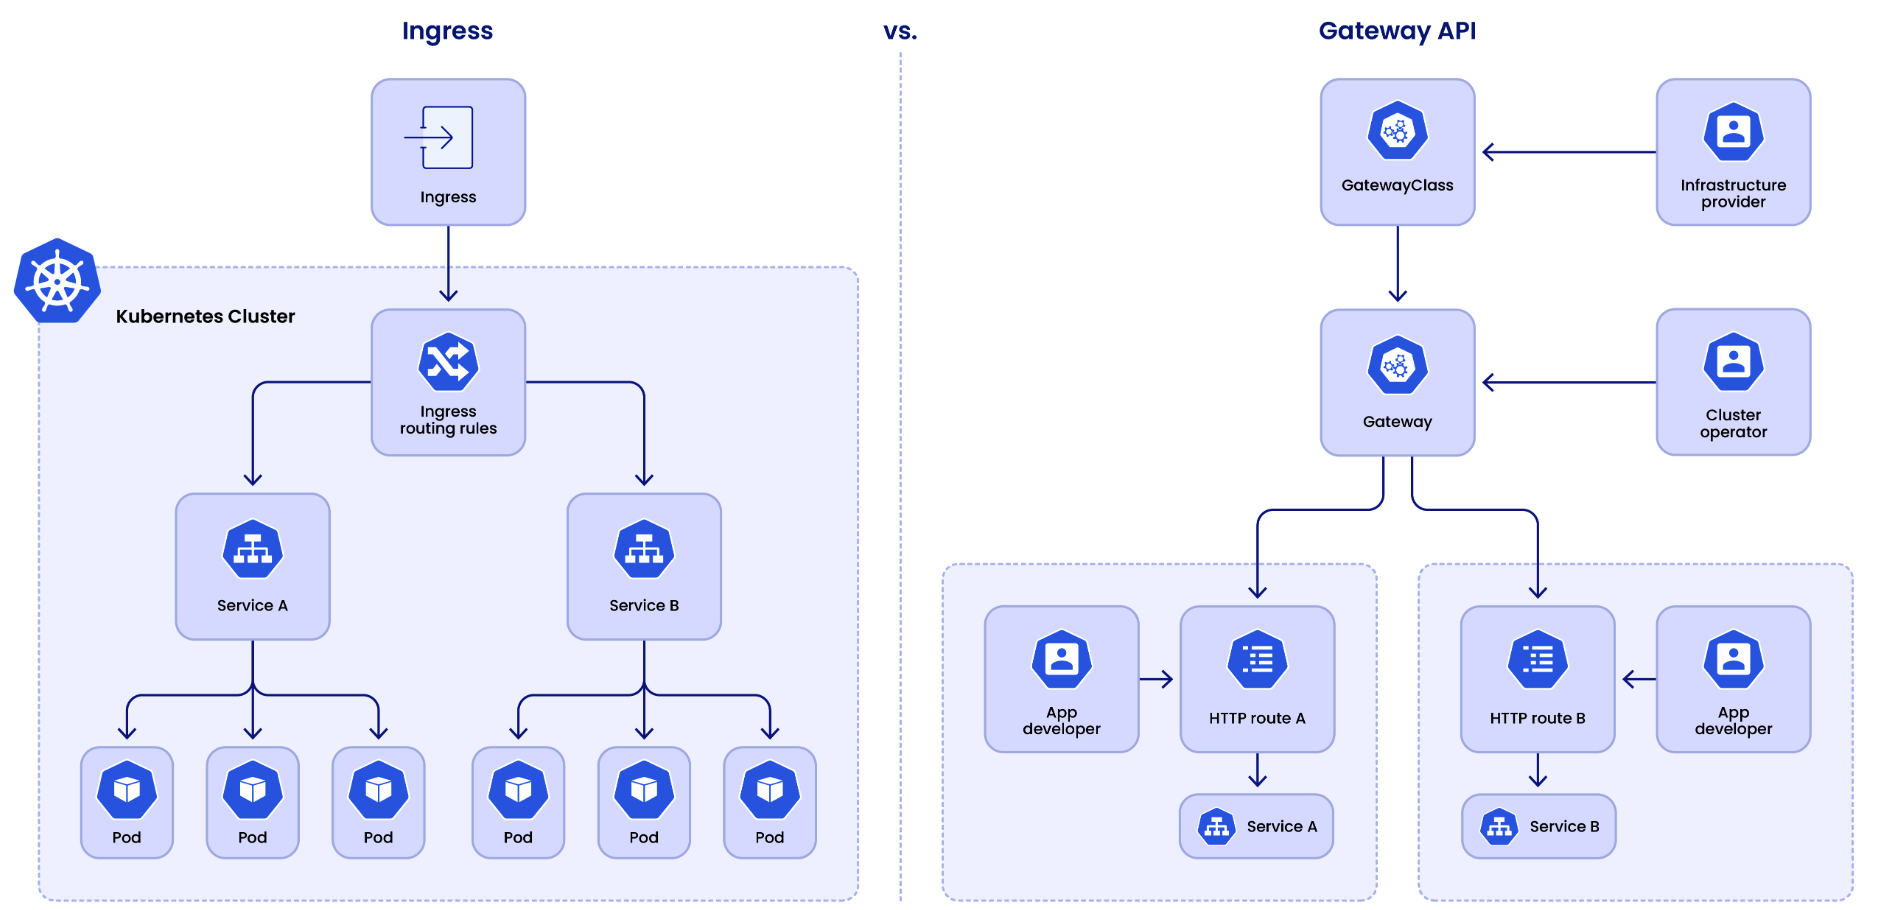 Ingress
vs.
Gateway API
Ingress
Kubernetes Cluster
Ingress
routing rules
Service A
Service B
Pod
Pod
Pod
Pod
Pod
Pod
GatewayClass
Infrastructure
provider
Gateway
Cluster
operator
App
developer
HTTP route A
HTTP route B
App
developer
Service A
Service B